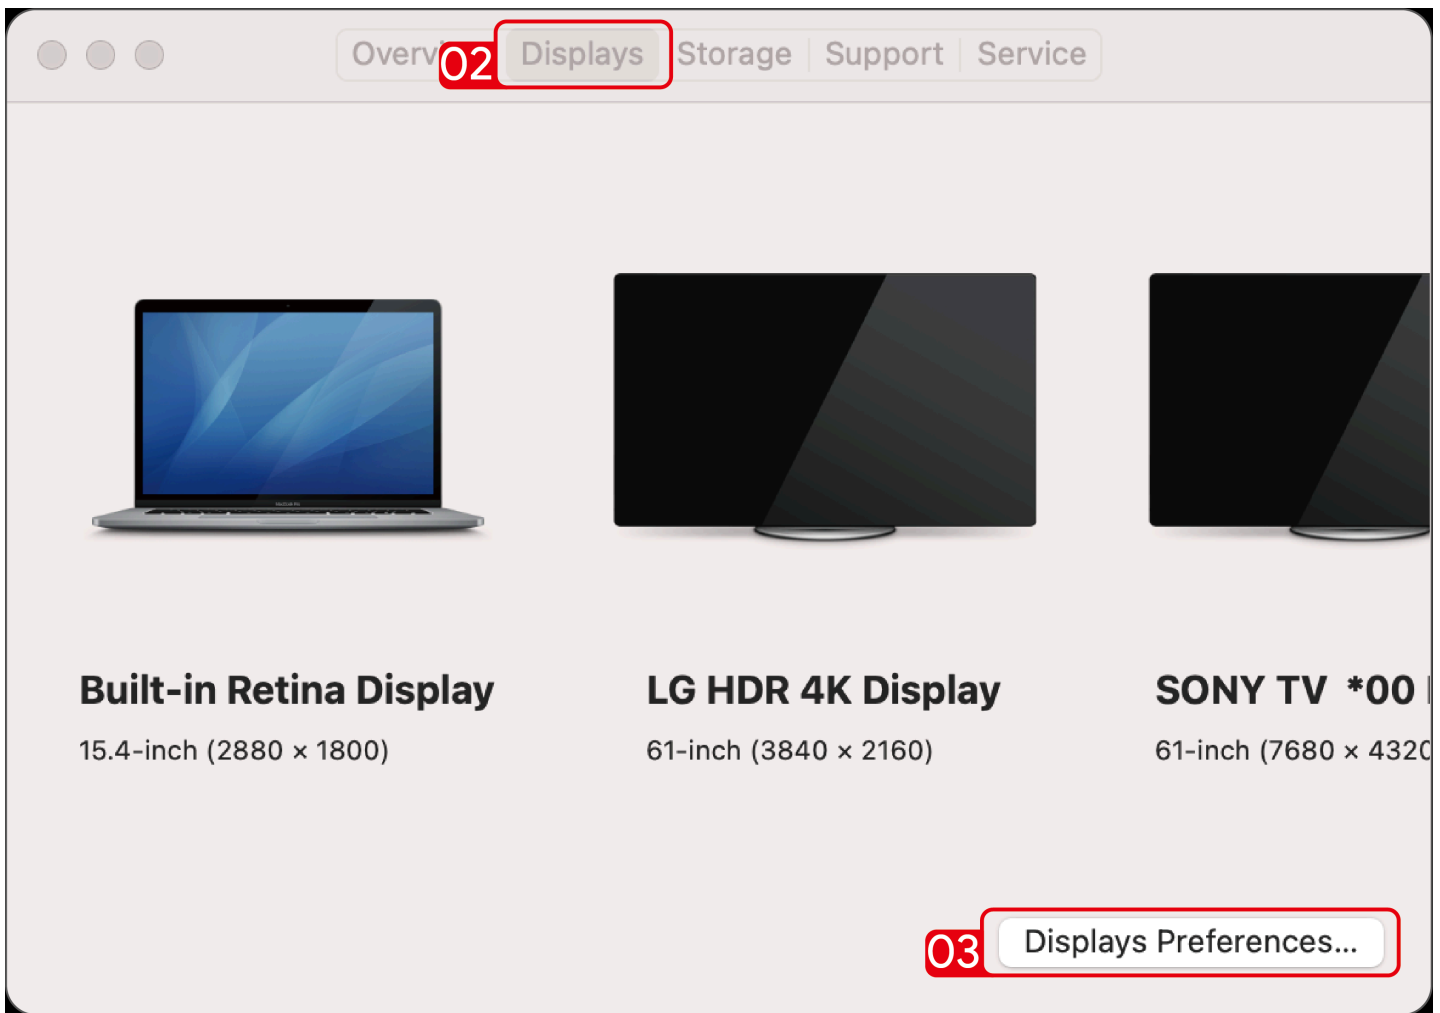 Overvi
02
Displays
Storage
Support
Service
Built-in Retina Display
15.4-inch (2880 × 1800)
LG HDR 4K Display
61-inch (3840 × 2160)
SONY TV *00
61-inch (7680 × 4320
03
Displays Preferences...